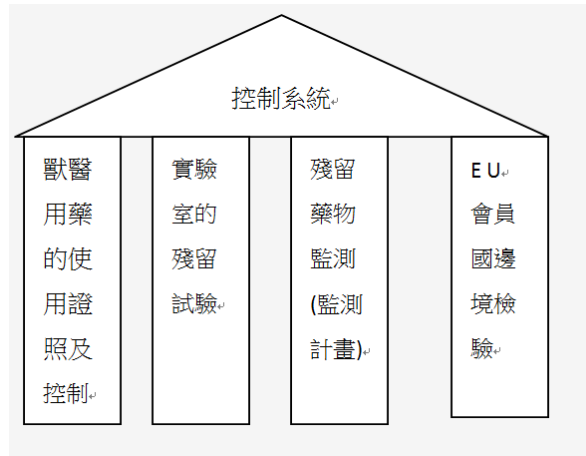 控制系統
獸醫
用藥
的使
用證
照及
控制
實驗
室的
殘留
試驗
殘留
藥物
監測
(監測
計畫)
E U
會員
國邊
境檢
驗